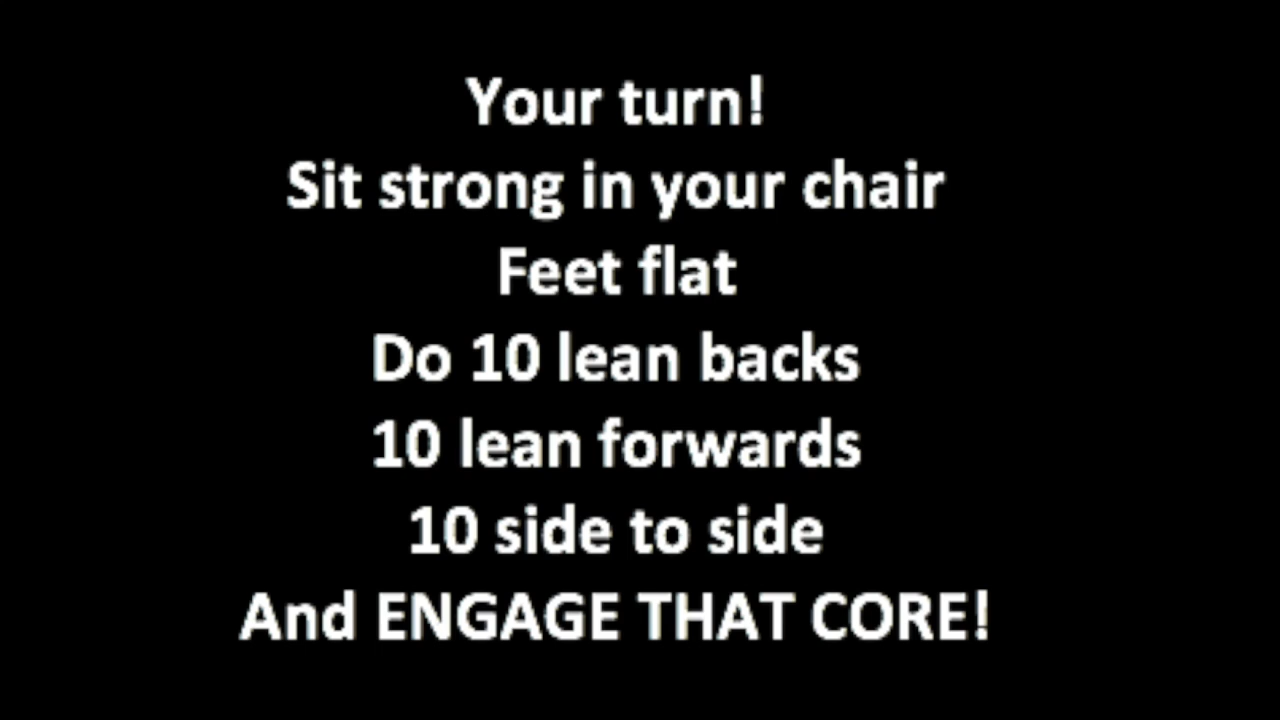 Your turn!
Sit strong in your chair
Feet flat
Do 10 lean backs
10 lean forwards
10 side to side
And ENGAGE THAT CORE!